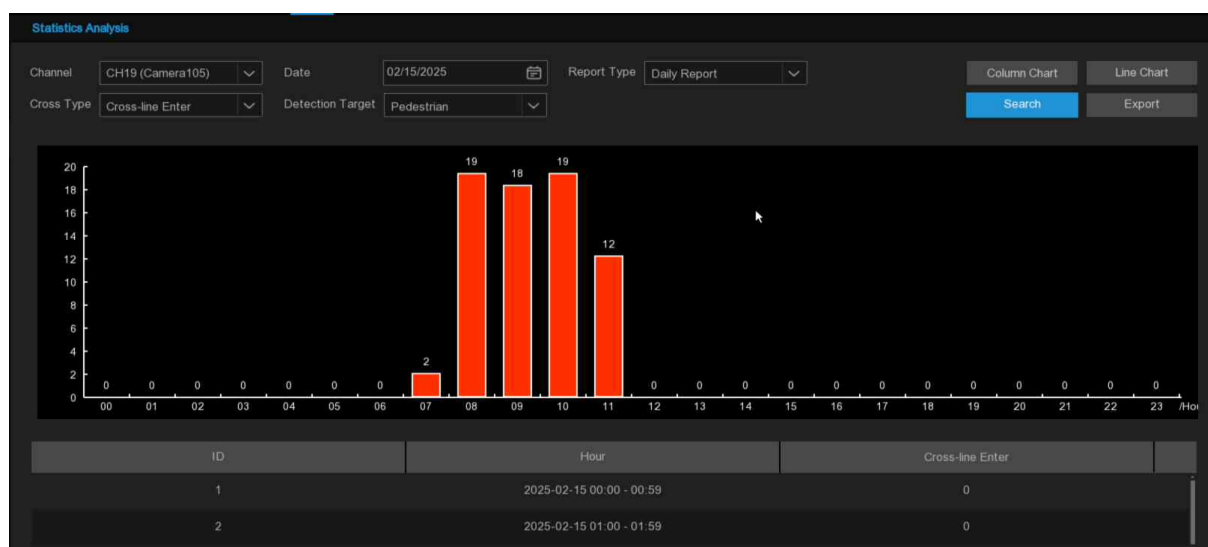 Statistics Analysis
Channel CH19 (Camera105) Date 02/15/2025 Report Type Daily Report Column Chart Line Chart
Cross Type Cross-line Enter Detection Target Pedestrian Search Export
20
18
16
14
12
10
8
6
4
2
0
0 0 0 0 0 0 0 2 19 18 19 12 0 0 0 0 0 0 0 0 0 0 0 0
00 01 02 03 04 05 06 07 08 09 10 11 12 13 14 15 16 17 18 19 20 21 22 23 /Hou
ID Hour Cross-line Enter
1 2025-02-15 00:00 - 00:59 0
2 2025-02-15 01:00 - 01:59 0